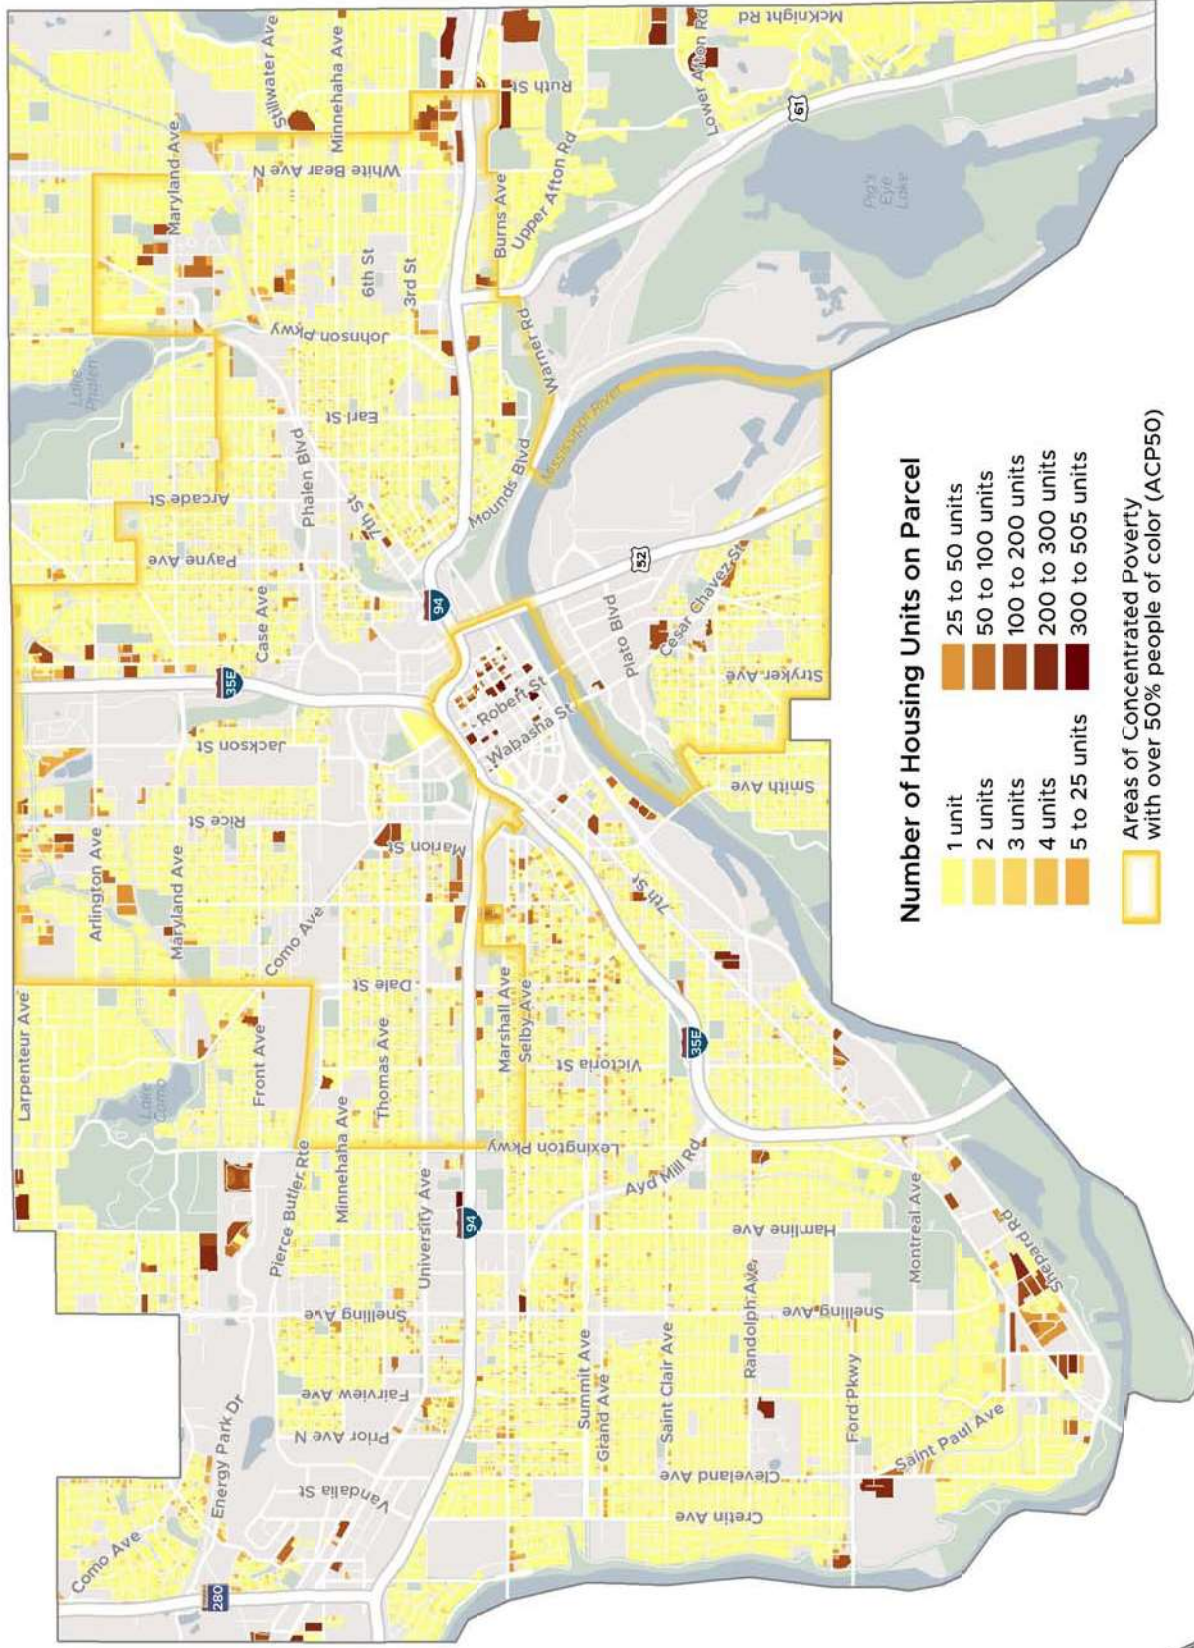 Larpenteur Ave
Como Ave
280
Energy Park Dr
Vandalia St
Prior Ave N
Fairview Ave
Snelling Ave
Pierce Butler Rte
Minnehaha Ave
Thomas Ave
University Ave
94
Lake
Como
Front Ave
Como Ave
Dale St
Arlington Ave
Maryland Ave
Rice St
Marion St
Jackson St
35E
Case Ave
Payne Ave
Arcade St
Phalen Blvd
7th St
Lake
Phalen
Earl St
Johnson Pkwy
Maryland Ave
Stillwater Ave
Minnehaha Ave
White Bear Ave N
6th St
3rd St
Ruth St
Burns Ave
Upper Afton Rd
Lower Afton Rd
McKnight Rd
61
Pig's
Eye
Lake
Warner Rd
Mississippi River
Mounds Blvd
94
Robert St
Wabasha St
52
Plato Blvd
Cesar Chavez St
Stryker Ave
Smith Ave
7th St
Marshall Ave
Selby Ave
Victoria St
Lexington Pkwy
35E
Ayd Mill Rd
Hamline Ave
Summit Ave
Grand Ave
Saint Clair Ave
Randolph Ave
Snelling Ave
Montreal Ave
Shepard Rd
Ford Pkwy
Saint Paul Ave
Cleveland Ave
Cretin Ave
Number of Housing Units on Parcel
1 unit
2 units
3 units
4 units
5 to 25 units
25 to 50 units
50 to 100 units
100 to 200 units
200 to 300 units
300 to 505 units
Areas of Concentrated Poverty
with over 50% people of color (ACP50)